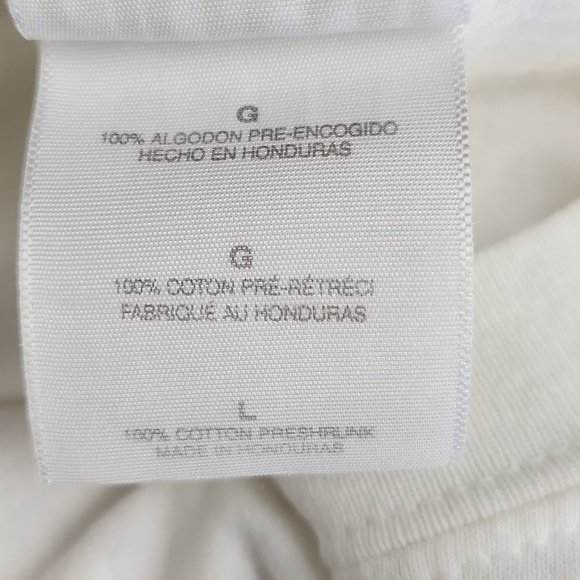 G
100% ALGODON PRE-ENCOGIDO
HECHO EN HONDURAS
G
100% COTON PRÉ-RÉTRÉCI
FABRIQUÉ AU HONDURAS
L
100% COTTON PRESHRUNK
MADE IN HONDURAS